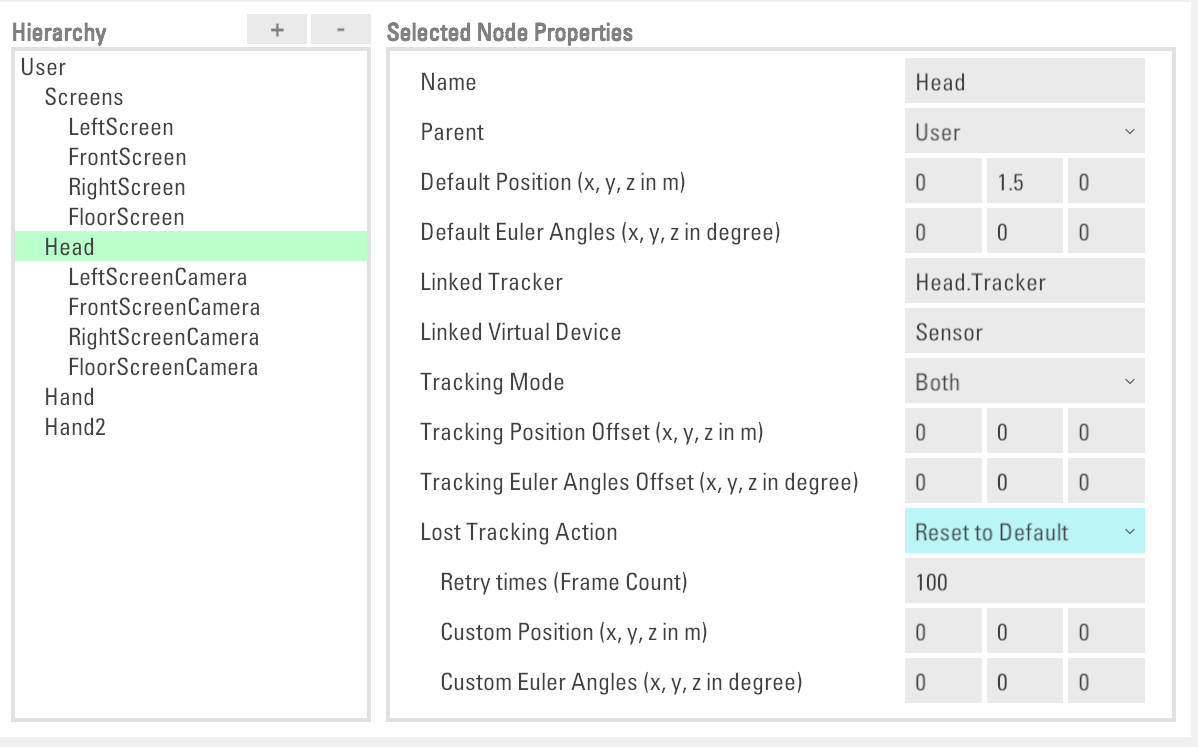 Hierarchy + -
User
Screens
LeftScreen
FrontScreen
RightScreen
FloorScreen
Head
LeftScreenCamera
FrontScreenCamera
RightScreenCamera
FloorScreenCamera
Hand
Hand2
Selected Node Properties
Name Head
Parent User
Default Position (x, y, z in m) 0 1.5 0
Default Euler Angles (x, y, z in degree) 0 0 0
Linked Tracker Head.Tracker
Linked Virtual Device Sensor
Tracking Mode Both
Tracking Position Offset (x, y, z in m) 0 0 0
Tracking Euler Angles Offset (x, y, z in degree) 0 0 0
Lost Tracking Action Reset to Default
Retry times (Frame Count) 100
Custom Position (x, y, z in m) 0 0 0
Custom Euler Angles (x, y, z in degree) 0 0 0